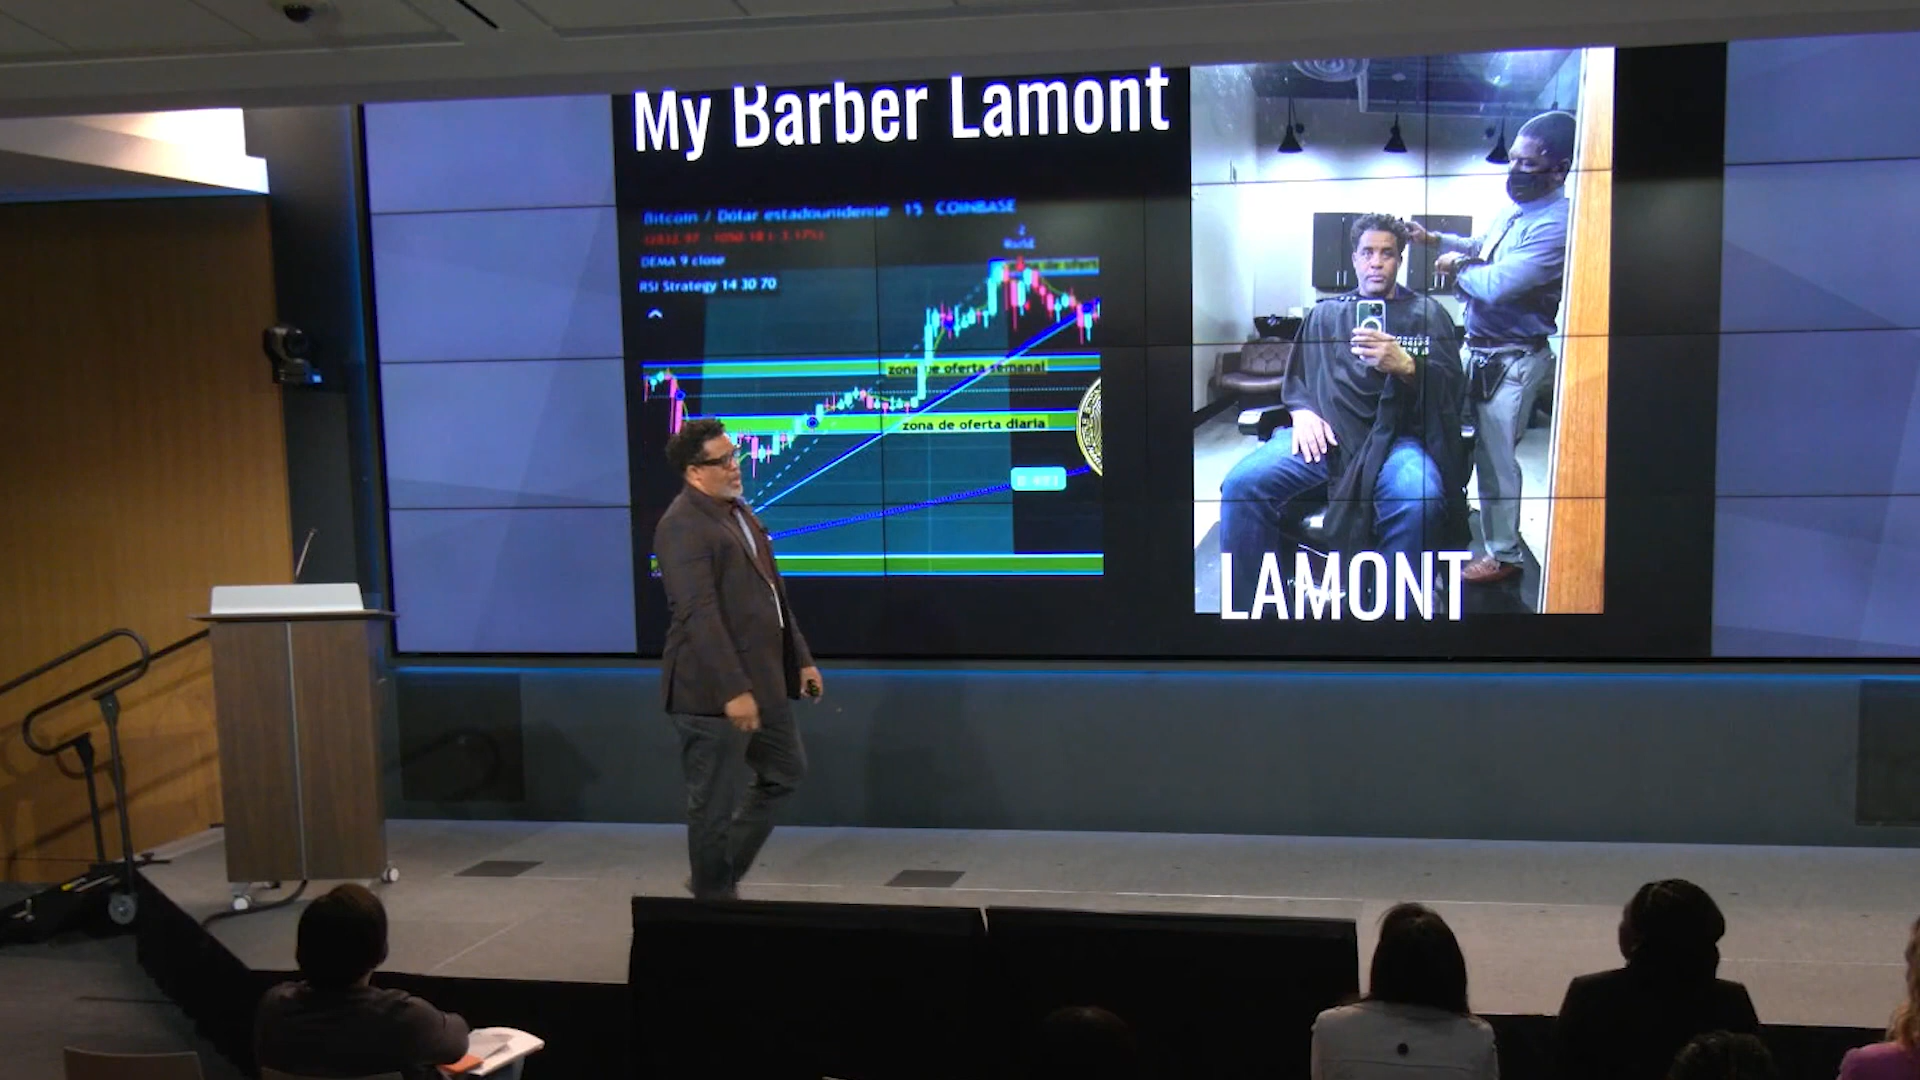 My Barber Lamont
Bitcoin / Dólar estadounidense 15 COINBASE
DEMA 9 close
RSI Strategy 14 30 70
zona de oferta semanal
zona de oferta diaria
LAMONT